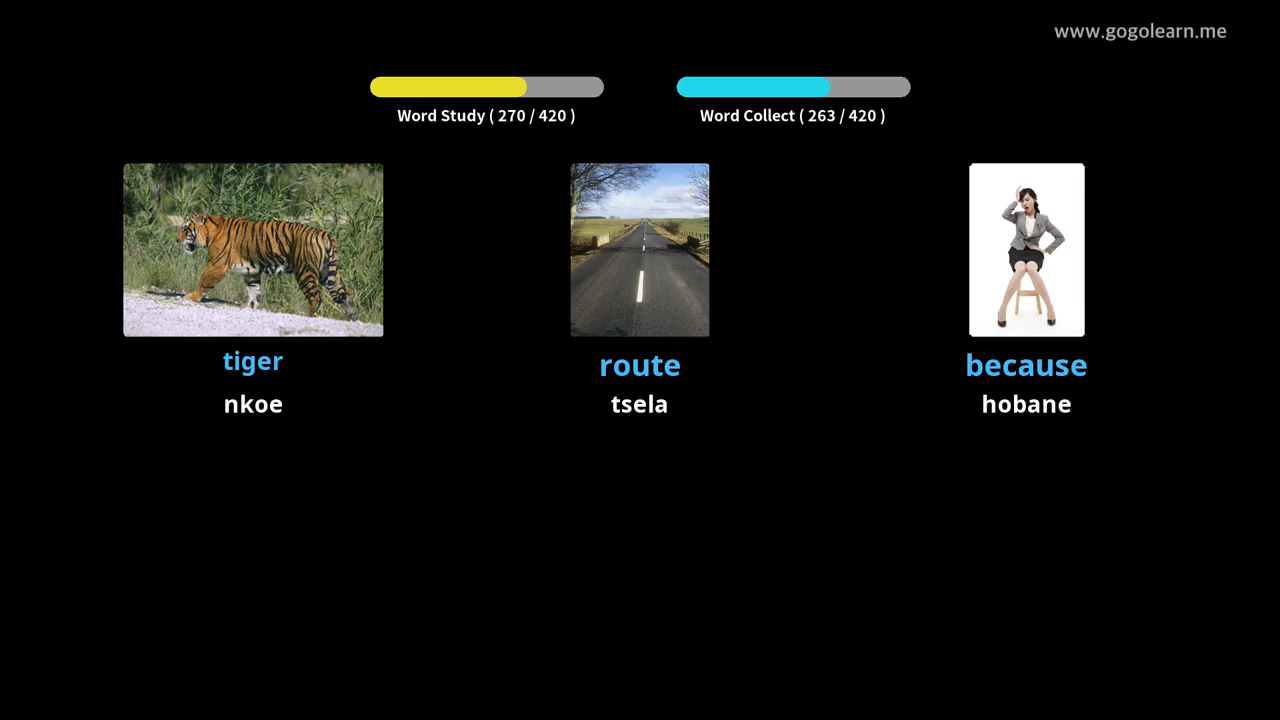 www.gogolearn.me
Word Study ( 270 / 420 )
Word Collect ( 263 / 420 )
tiger
nkoe
route
tsela
because
hobane